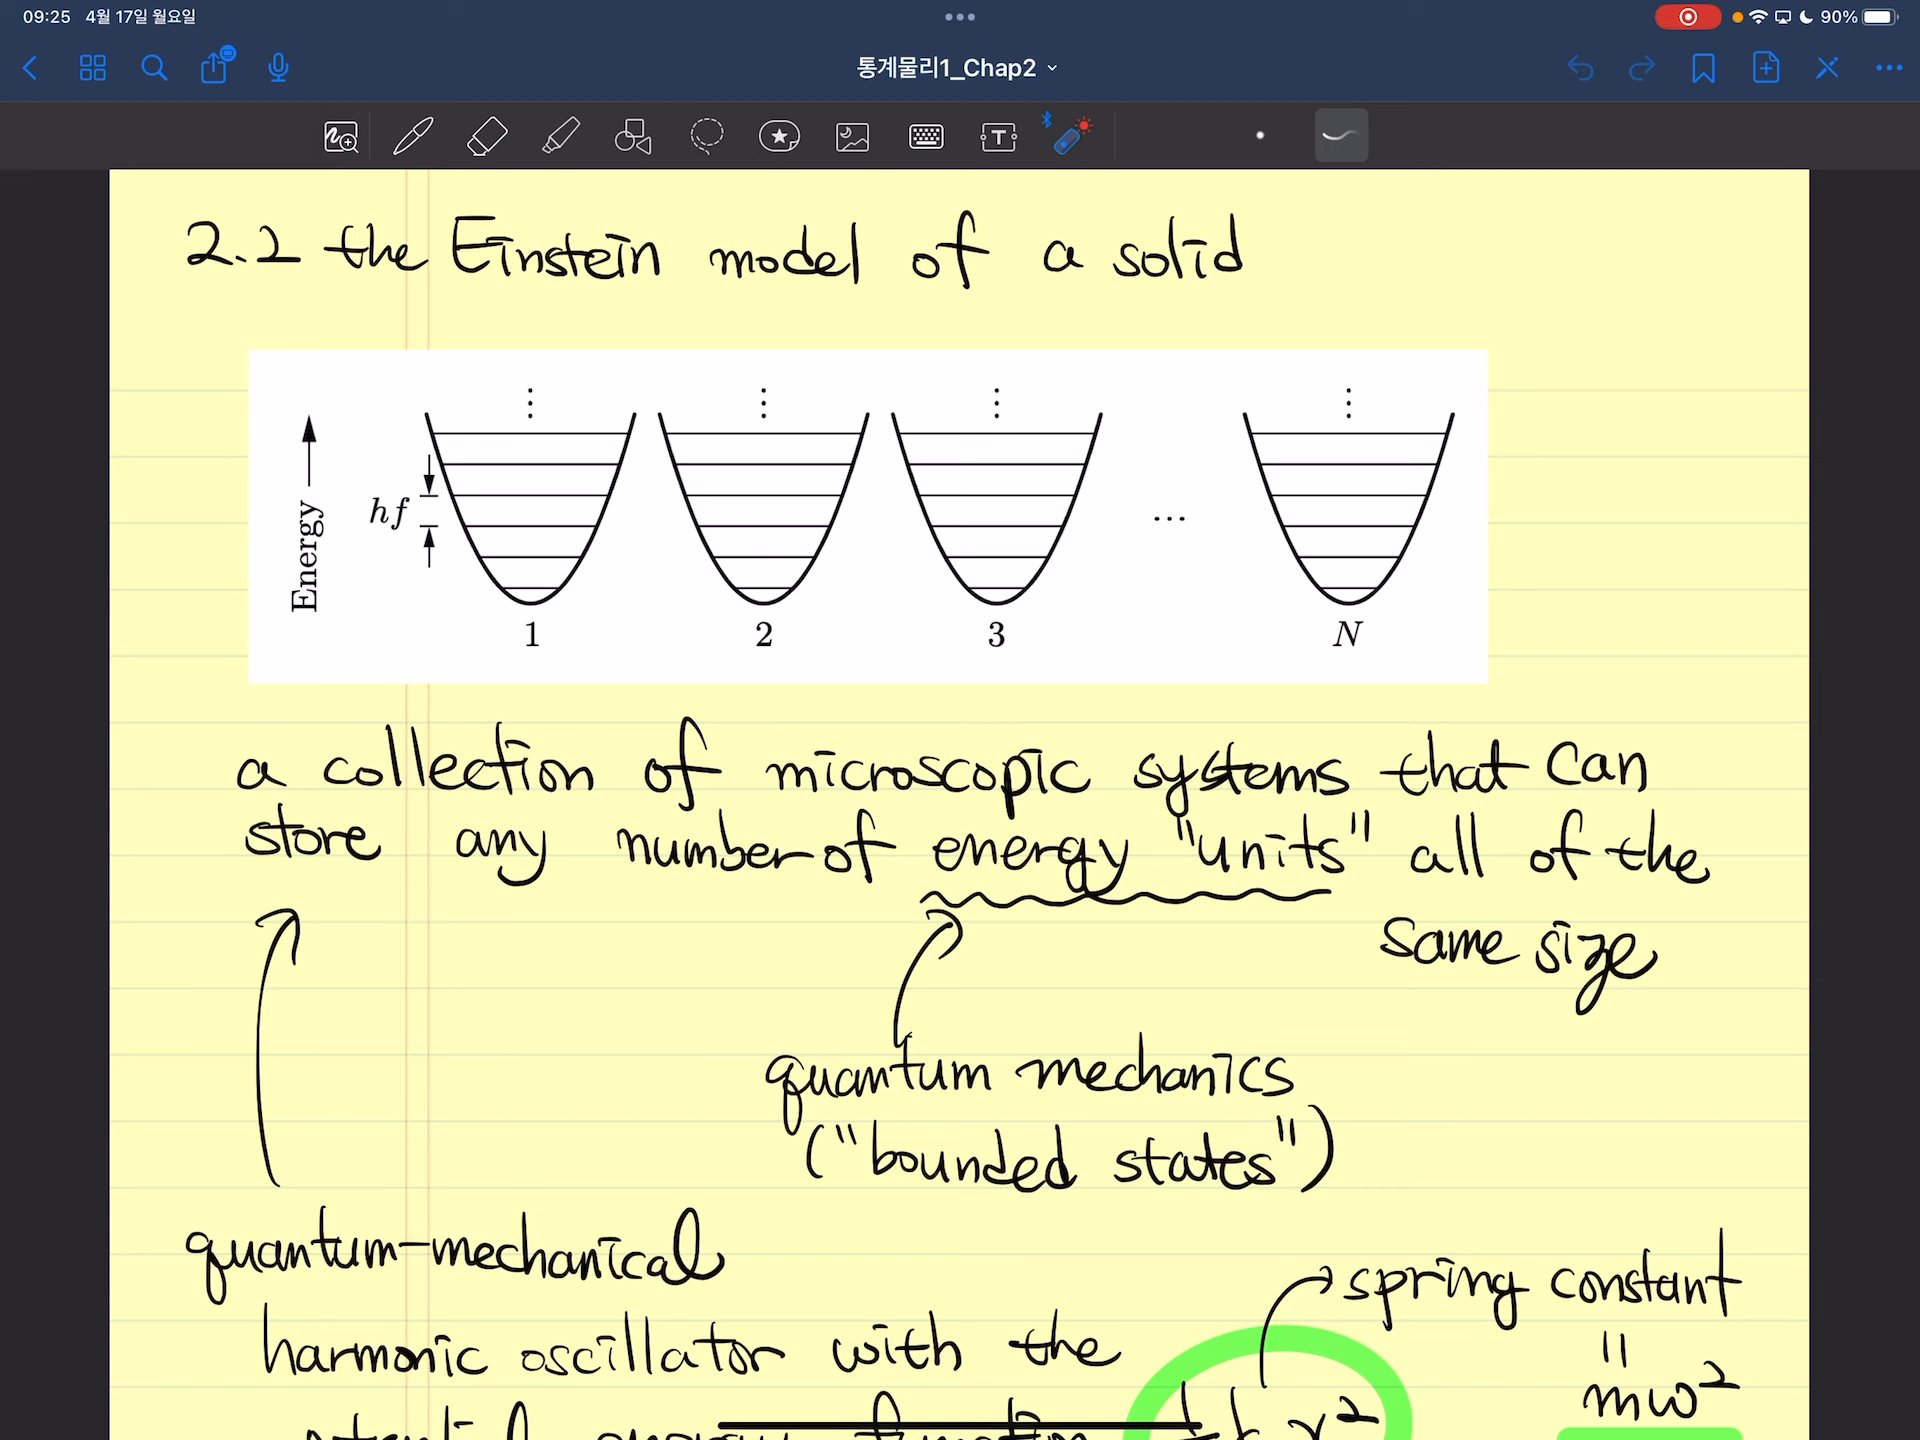 09:25 4월 17일 월요일
90%
통계물리1_Chap2
2.2 the Einstein model of a solid
Energy
hf
1 2 3 ... N
a collection of microscopic systems that can
store any number of energy "units" all of the
same size
quantum mechanics
("bounded states")
quantum-mechanical
spring constant
harmonic oscillator with the
=
mω²